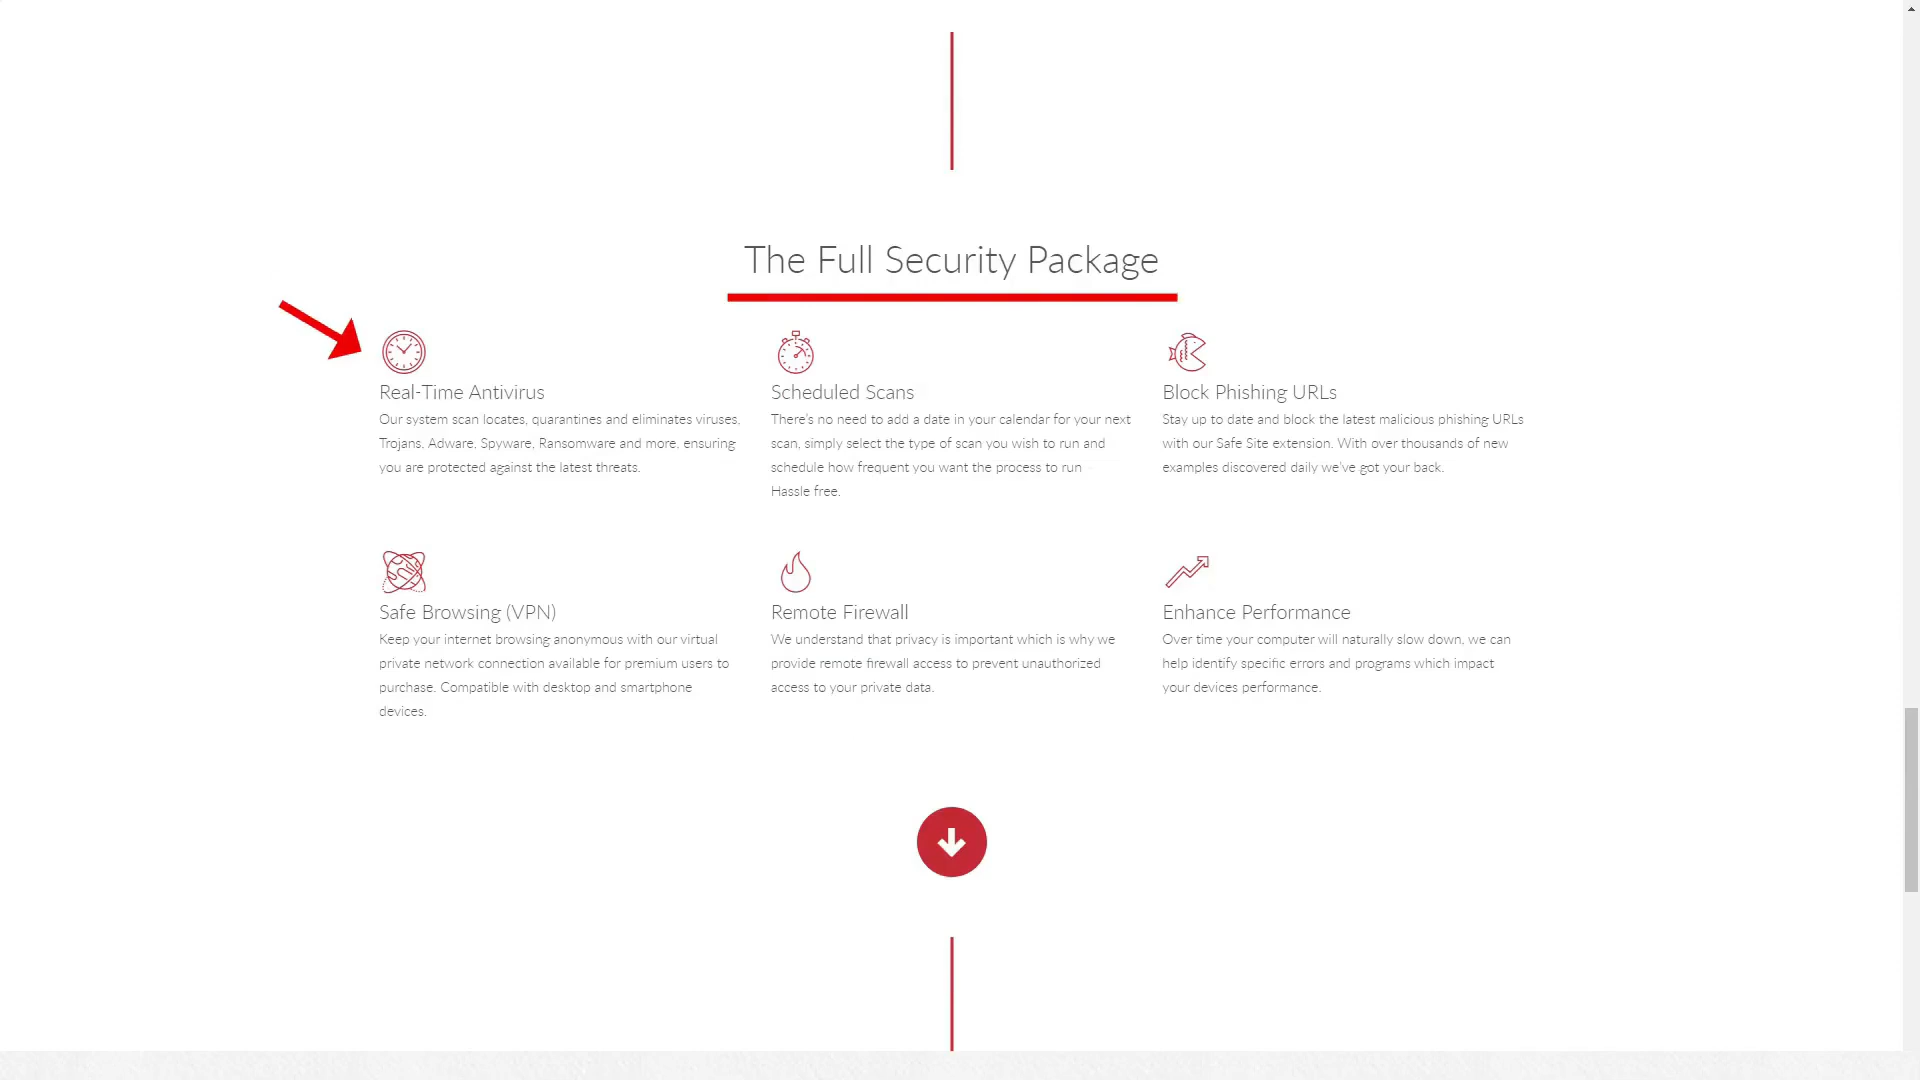 The Full Security Package
Real-Time Antivirus
Our system scan locates, quarantines and eliminates viruses,
Trojans, Adware, Spyware, Ransomware and more, ensuring
you are protected against the latest threats.
Scheduled Scans
There's no need to add a date in your calendar for your next
scan, simply select the type of scan you wish to run and
schedule how frequent you want the process to run
Hassle free.
Block Phishing URLs
Stay up to date and block the latest malicious phishing URLs
with our Safe Site extension. With over thousands of new
examples discovered daily we've got your back.
Safe Browsing (VPN)
Keep your internet browsing anonymous with our virtual
private network connection available for premium users to
purchase. Compatible with desktop and smartphone
devices.
Remote Firewall
We understand that privacy is important which is why we
provide remote firewall access to prevent unauthorized
access to your private data.
Enhance Performance
Over time your computer will naturally slow down, we can
help identify specific errors and programs which impact
your devices performance.